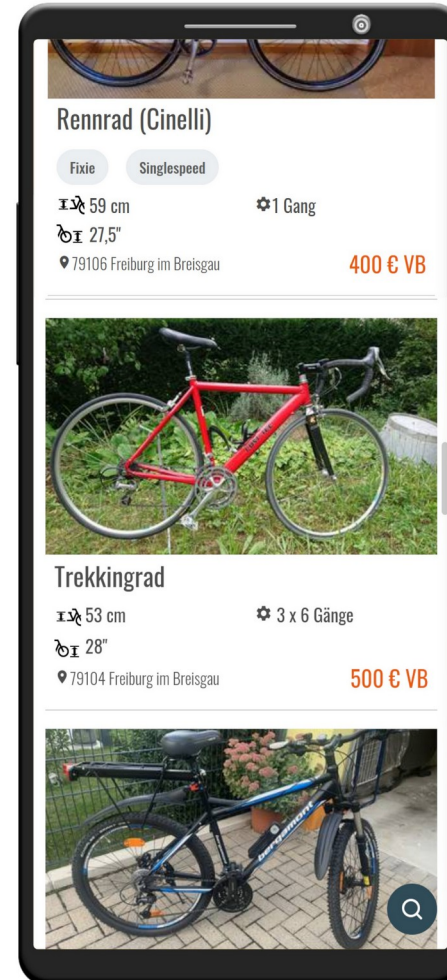 Rennrad (Cinelli)
Fixie
Singlespeed
59 cm
1 Gang
27,5"
79106 Freiburg im Breisgau
400 € VB
Trekkingrad
53 cm
3 x 6 Gänge
28"
79104 Freiburg im Breisgau
500 € VB
bergamont